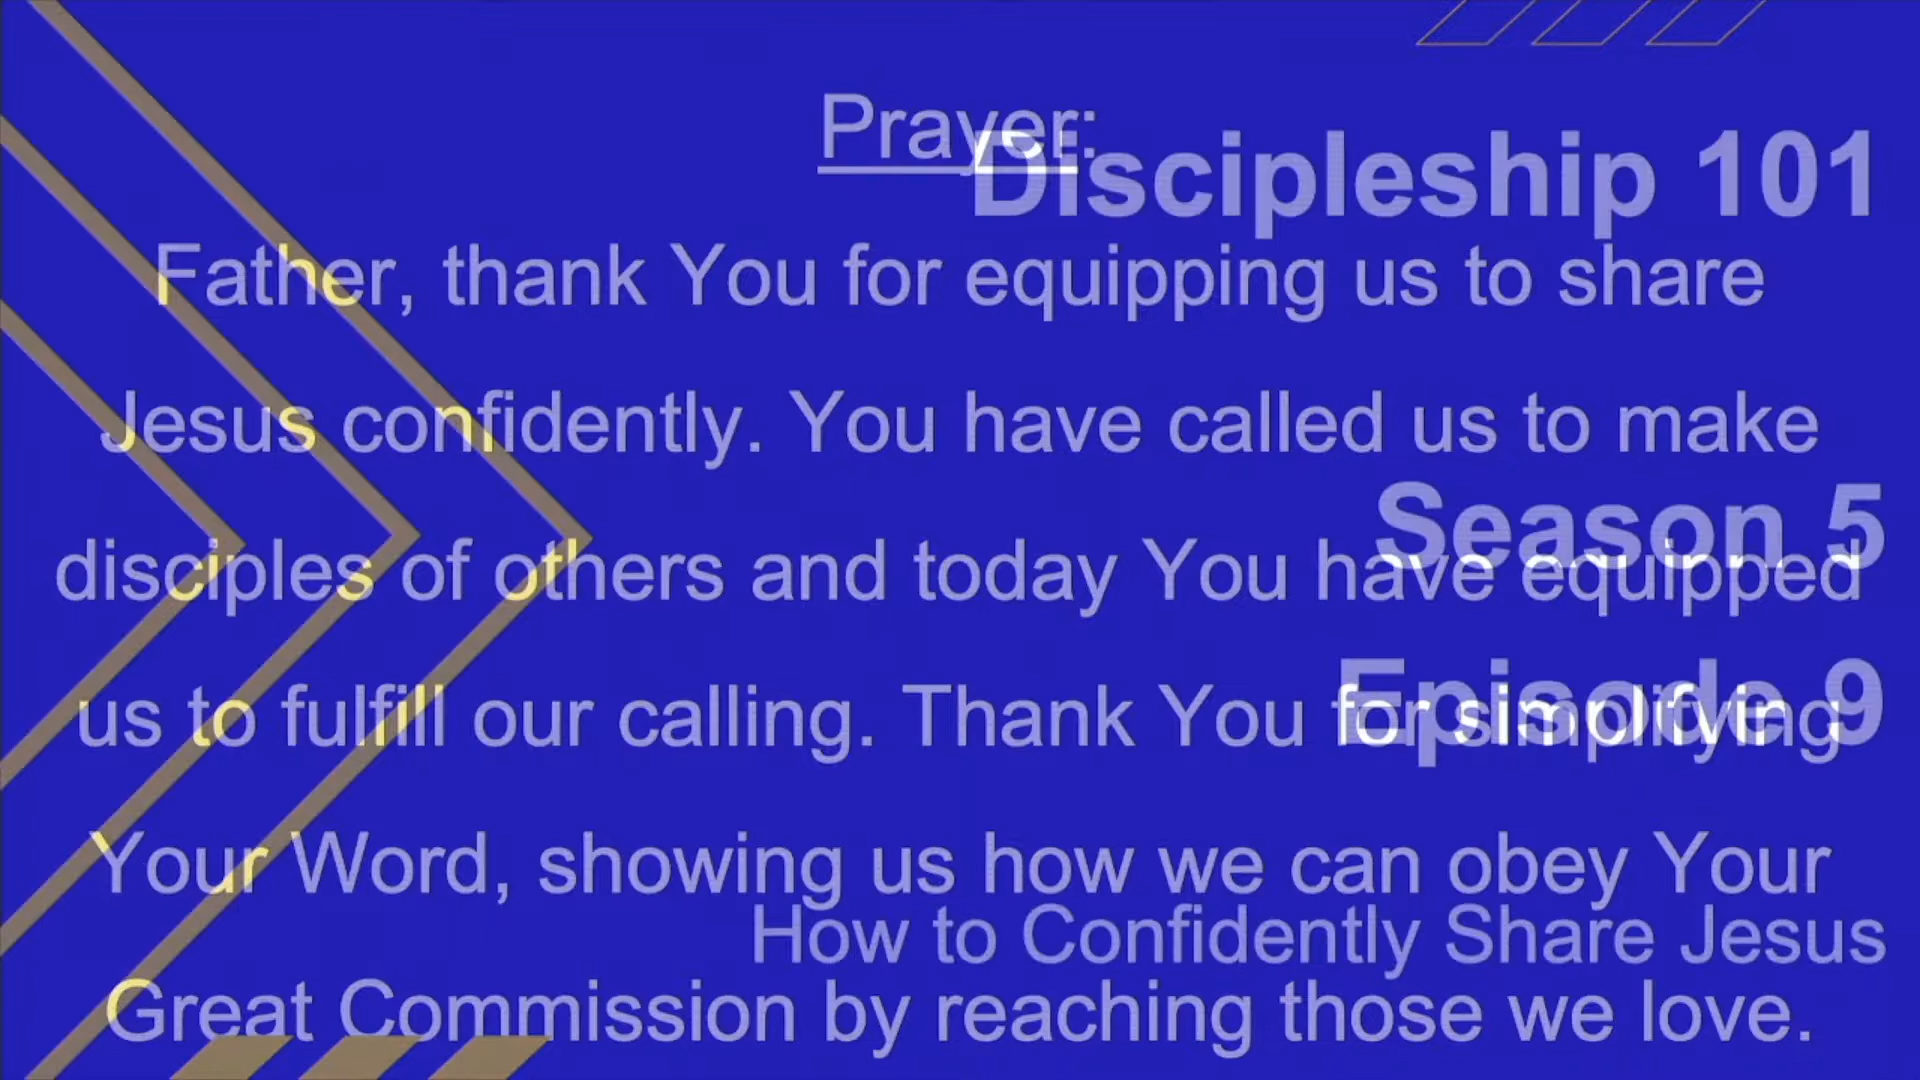 Prayer:
Discipleship 101
Father, thank You for equipping us to share
Jesus confidently. You have called us to make
Season 5
disciples of others and today You have equipped
Episode 9
us to fulfill our calling. Thank You for simplifying
Your Word, showing us how we can obey Your
How to Confidently Share Jesus
Great Commission by reaching those we love.